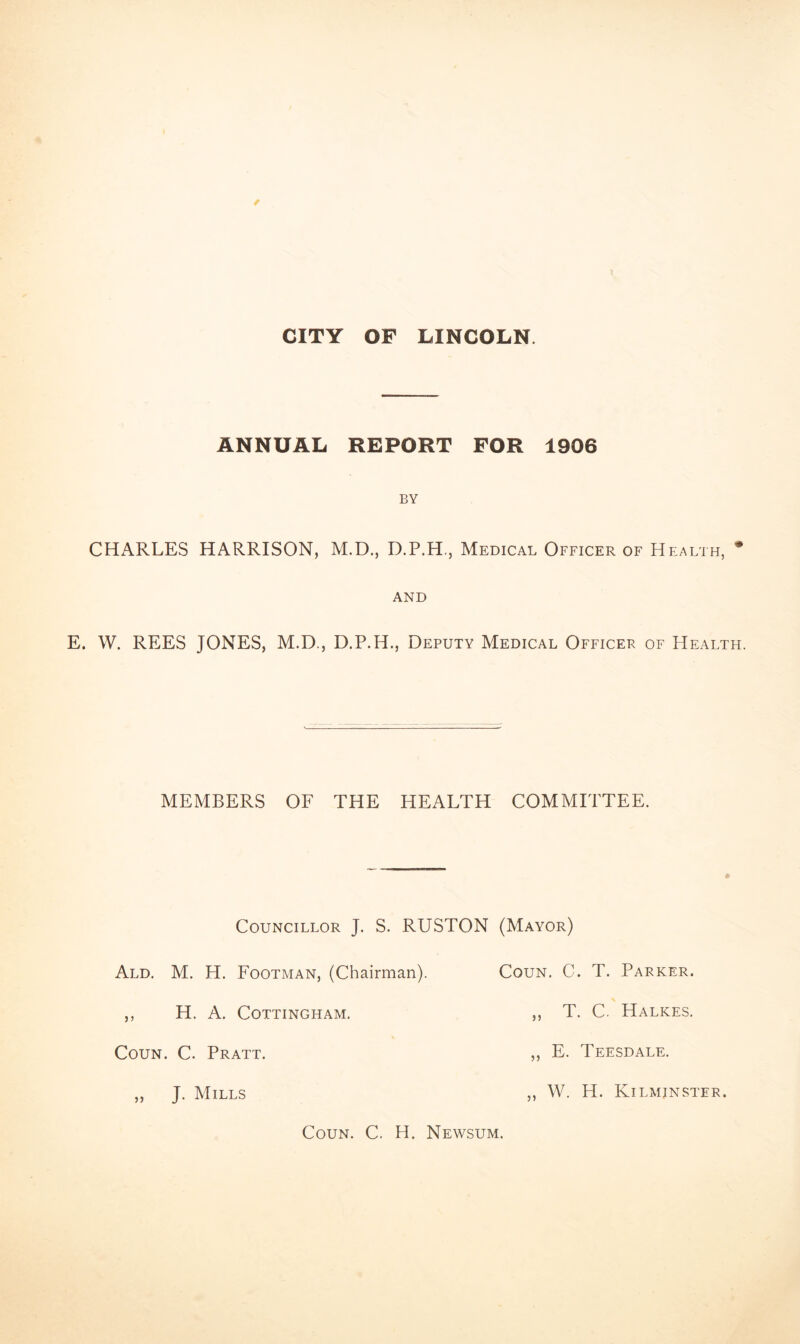 CITY OF LINCOLN.
ANNUAL REPORT FOR 1906
BY
CHARLES HARRISON, M.D., D.P.H., Medical Officer of Health,
AND
E. W. REES JONES, M.D., D.P.H., Deputy Medical Officer of Health.
MEMBERS OF THE HEALTH COMMITTEE.
Councillor J. S. RUSTON (Mayor)
Ald. M. H. Footman, (Chairman).
„ H. A. Cottingham.
Coun. C. Pratt.
„ J. Mills
Coun. C. T. Parker.
„ T. C. Halkes.
„ E. Teesdale.
„ W. H. Kilminster.
Coun. C. H. Newsum.